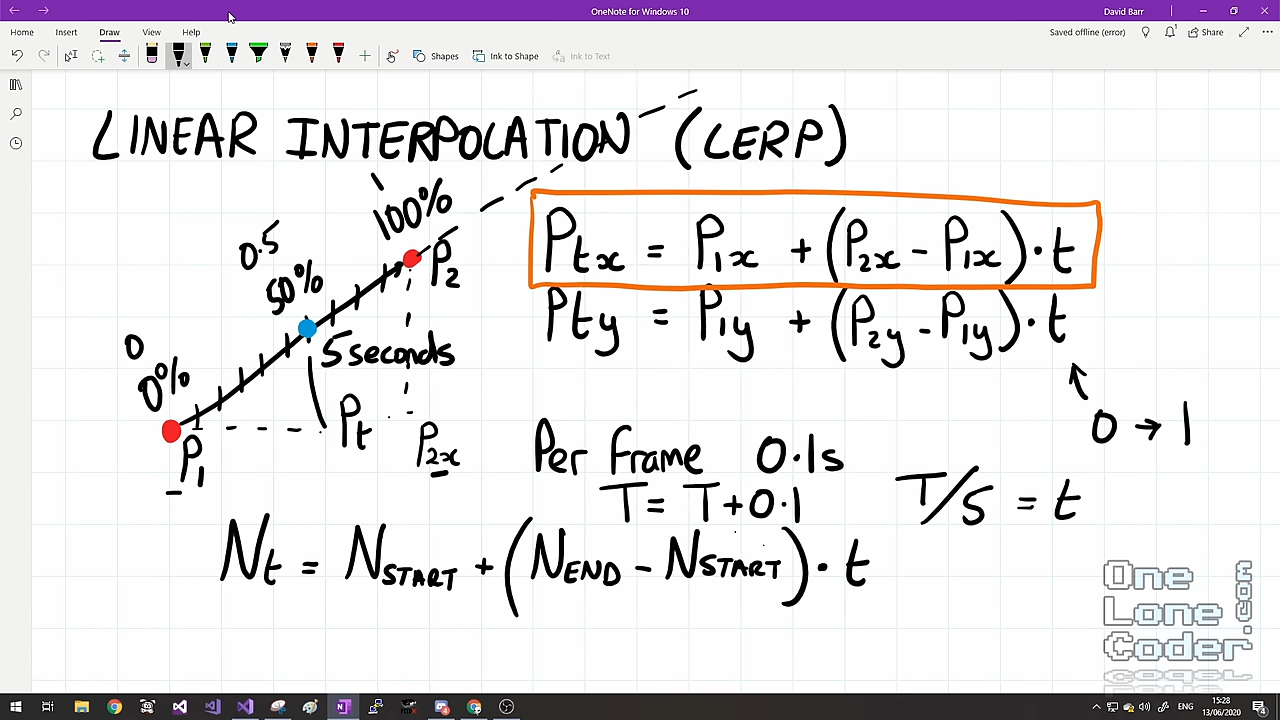 OneNote for Windows 10
David Barr
Home Insert Draw View Help
Saved offline (error) Share
Shapes Ink to Shape Ink to Text
LINEAR INTERPOLATION (LERP)
100%
0.5
50%
P2
5 seconds
0
0%
P1
Pt
P2x
Ptx = P1x + (P2x - P1x) · t
Pty = P1y + (P2y - P1y) · t
0 → 1
Per frame 0.1s
T = T + 0.1
T/5 = t
Nt = NSTART + (NEND - NSTART) · t
One
Lone
Coder
.com
15:28
13/06/2020